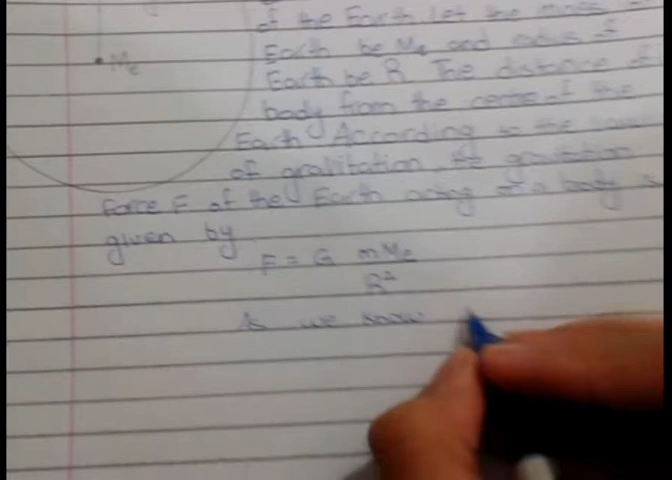 of the Earth let the mass
Mₑ
Earth be Mₑ and radius of
Earth be R The distance of
body from the centre of the
Earth According to the
of gravitation, the gravitation
Force F of the Earth acting on a body is
given by
F = G mMₑ
R²
As we know